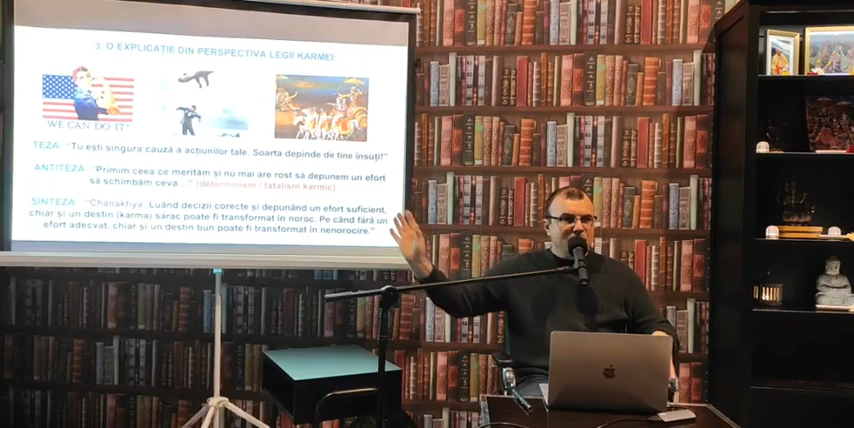 3. O EXPLICAȚIE DIN PERSPECTIVA LEGII KARMEI:
WE CAN DO IT!
TEZA: "Tu ești singura cauză a acțiunilor tale. Soarta depinde de tine însuți!"
ANTITEZA: "Primim ceea ce merităm și nu mai are rost să depunem un efort
să schimbăm ceva..." (determinism / fatalism karmic)
SINTEZA: "Chanakhya: Luând decizii corecte și depunând un efort suficient,
chiar și un destin (karma) sărac poate fi transformat în noroc. Pe când fără un
efort adecvat, chiar și un destin bun poate fi transformat în nenorocire."